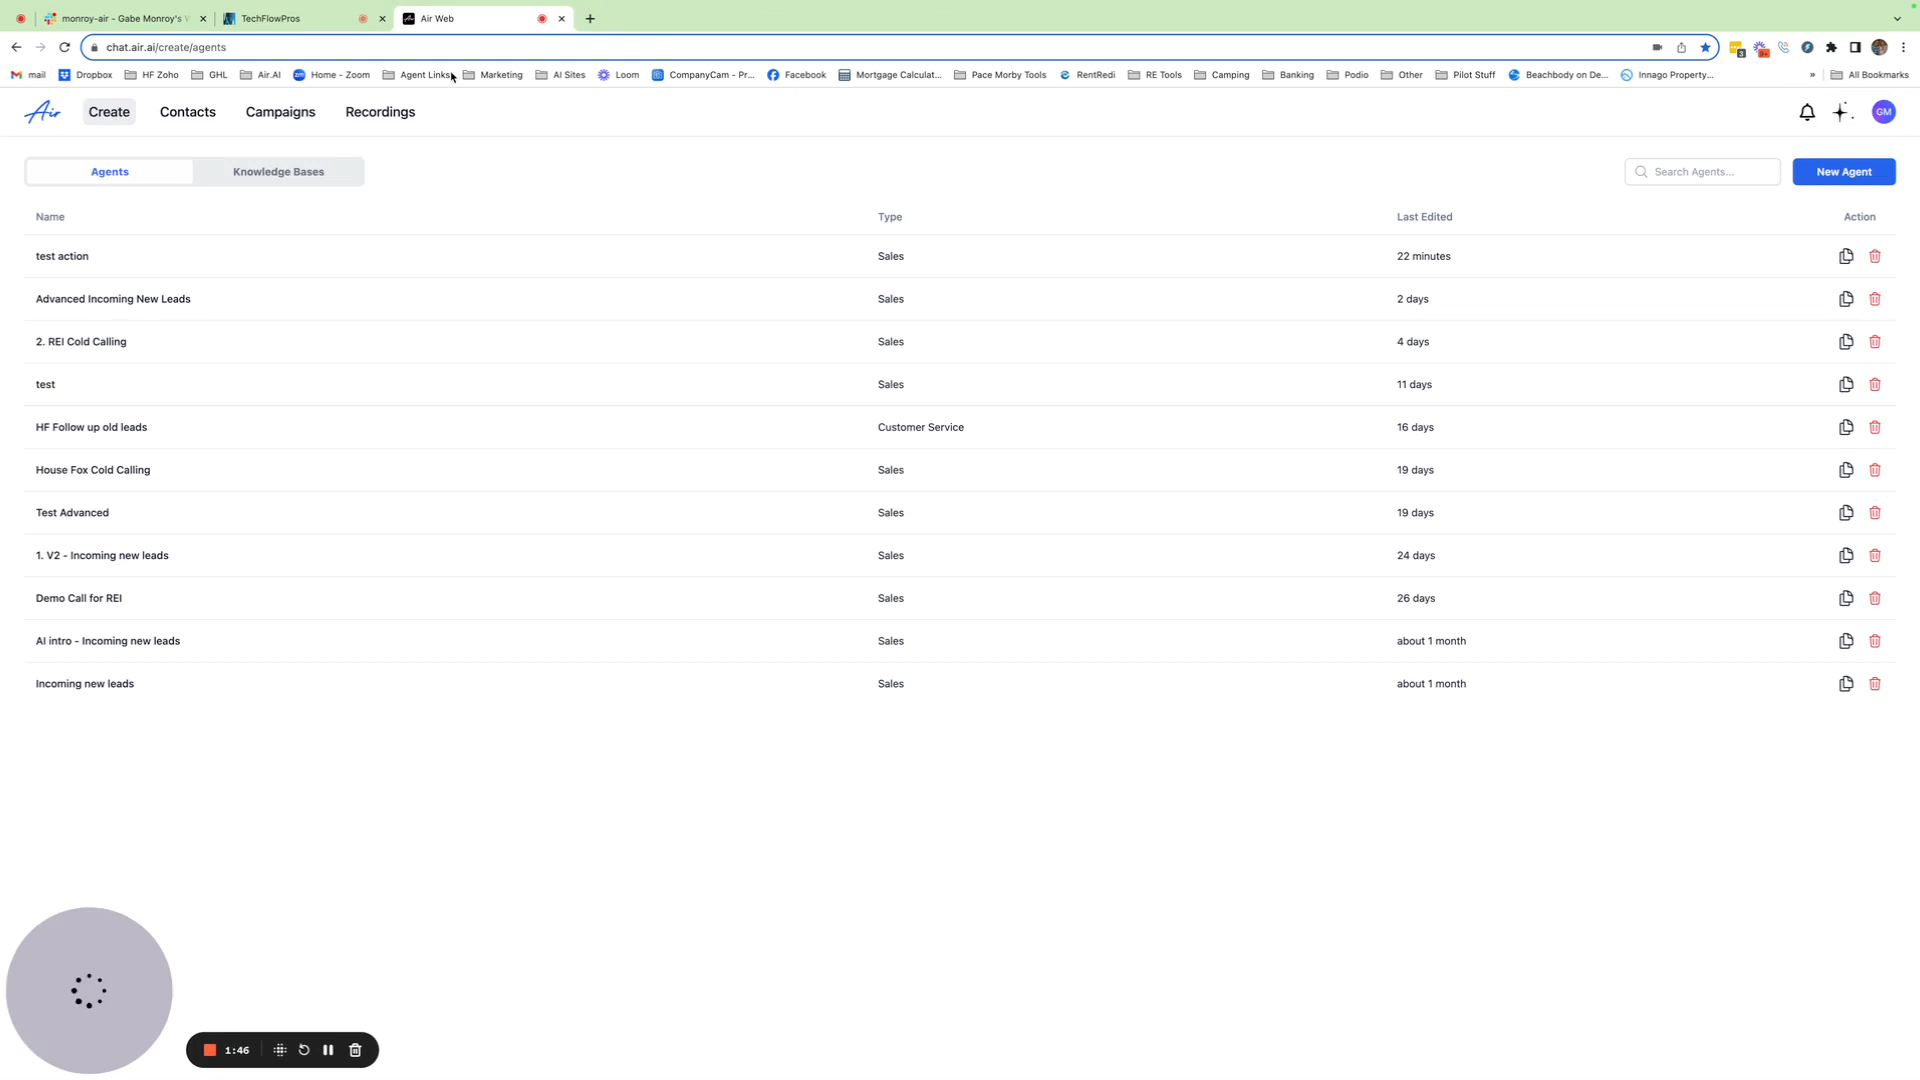 monroy-air - Gabe Monroy's
TechFlowPros
Air Web
chat.air.ai/create/agents
mail
Dropbox
HF Zoho
GHL
Air.AI
Home - Zoom
Agent Links
Marketing
AI Sites
Loom
CompanyCam - Pr...
Facebook
Mortgage Calculat...
Pace Morby Tools
RentRedi
RE Tools
Camping
Banking
Podio
Other
Pilot Stuff
Beachbody on De...
Innago Property...
»
All Bookmarks
Air
Create
Contacts
Campaigns
Recordings
GM
Agents
Knowledge Bases
Search Agents...
New Agent
Name Type Last Edited Action
test action Sales 22 minutes
Advanced Incoming New Leads Sales 2 days
2. REI Cold Calling Sales 4 days
test Sales 11 days
HF Follow up old leads Customer Service 16 days
House Fox Cold Calling Sales 19 days
Test Advanced Sales 19 days
1. V2 - Incoming new leads Sales 24 days
Demo Call for REI Sales 26 days
AI intro - Incoming new leads Sales about 1 month
Incoming new leads Sales about 1 month
1:46